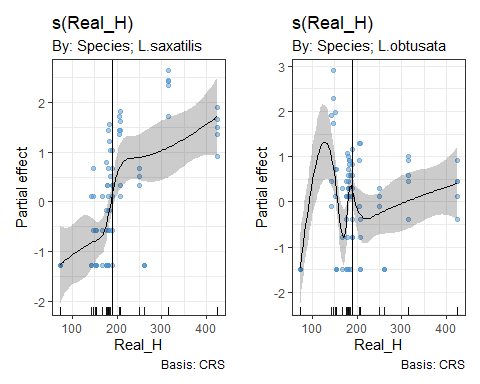 s(Real_H)
By: Species; L.saxatilis
Partial effect
2
1
0
-1
-2
100 200 300 400
Real_H
Basis: CRS
s(Real_H)
By: Species; L.obtusata
Partial effect
3
2
1
0
-1
-2
100 200 300 400
Real_H
Basis: CRS